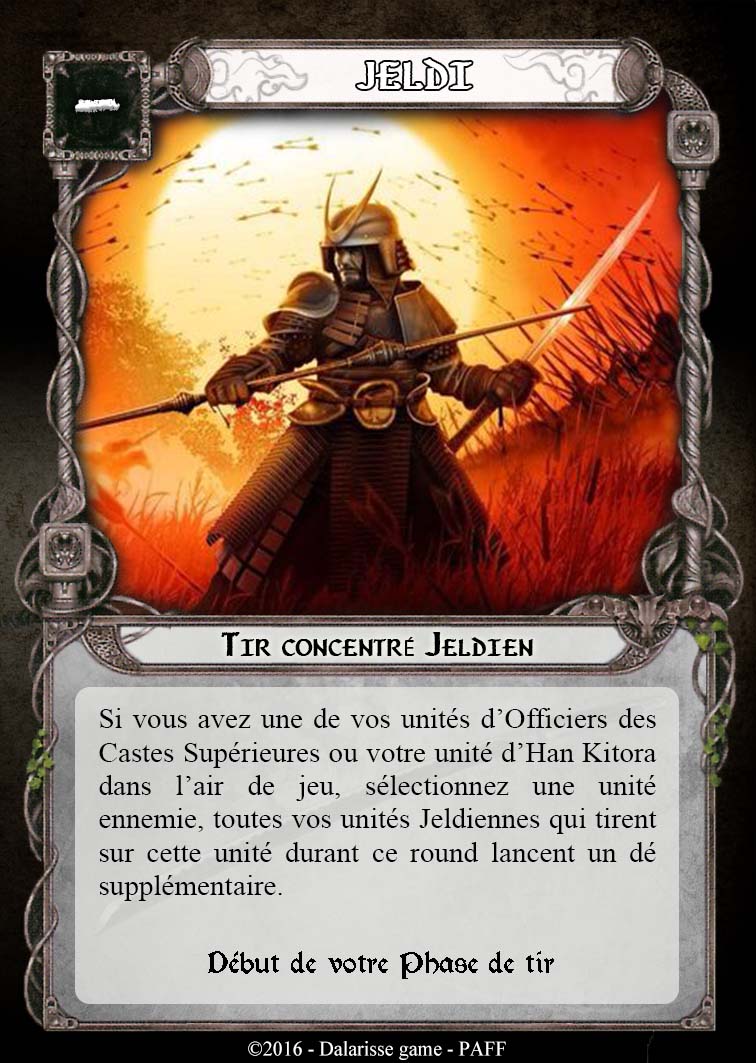 JELDI
Tir concentré Jeldien
Si vous avez une de vos unités d'Officiers des
Castes Supérieures ou votre unité d'Han Kitora
dans l'air de jeu, sélectionnez une unité
ennemie, toutes vos unités Jeldiennes qui tirent
sur cette unité durant ce round lancent un dé
supplémentaire.
Début de votre Phase de tir
©2016 - Dalarisse game - PAFF